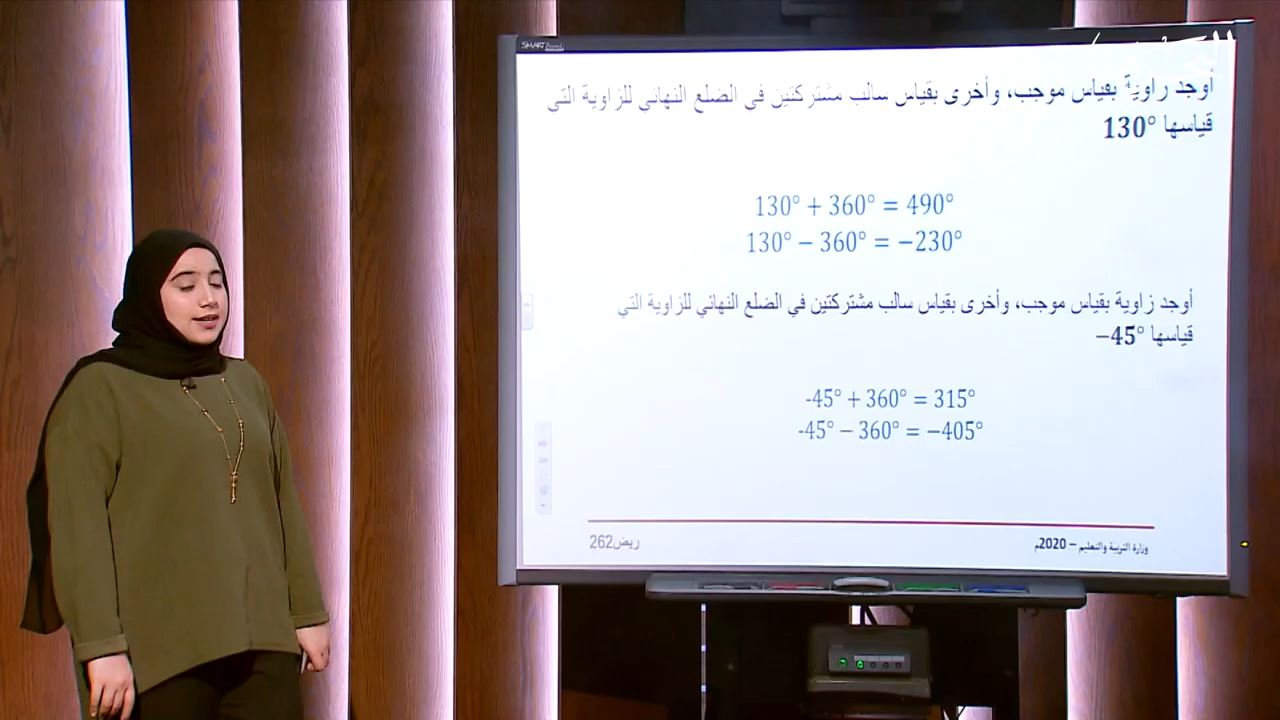 SMART
أوجد زاوية بقياس موجب، وأخرى بقياس سالب مشتركتين في الضلع النهائي للزاوية التي
قياسها 130°
130° + 360° = 490°
130° − 360° = −230°
أوجد زاوية بقياس موجب، وأخرى بقياس سالب مشتركتين في الضلع النهائي للزاوية التي
قياسها −45°
-45° + 360° = 315°
-45° − 360° = −405°
وزارة التربية والتعليم – 2020م
ريض262